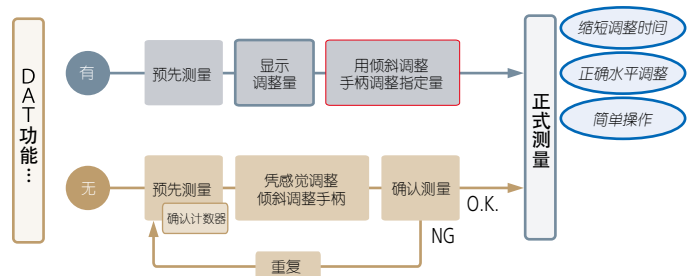 DAT功能…
有
预先测量
显示
调整量
用倾斜调整
手柄调整指定量
正式测量
缩短调整时间
正确水平调整
简单操作
无
预先测量
确认计数器
凭感觉调整
倾斜调整手柄
确认测量
O.K.
NG
重复